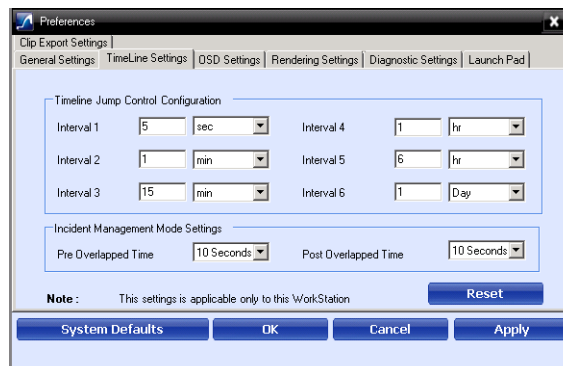 Preferences
Clip Export Settings
General Settings TimeLine Settings OSD Settings Rendering Settings Diagnostic Settings Launch Pad
Timeline Jump Control Configuration
Interval 1 5 sec Interval 4 1 hr
Interval 2 1 min Interval 5 6 hr
Interval 3 15 min Interval 6 1 Day
Incident Management Mode Settings
Pre Overlapped Time 10 Seconds Post Overlapped Time 10 Seconds
Note : This settings is applicable only to this WorkStation Reset
System Defaults OK Cancel Apply